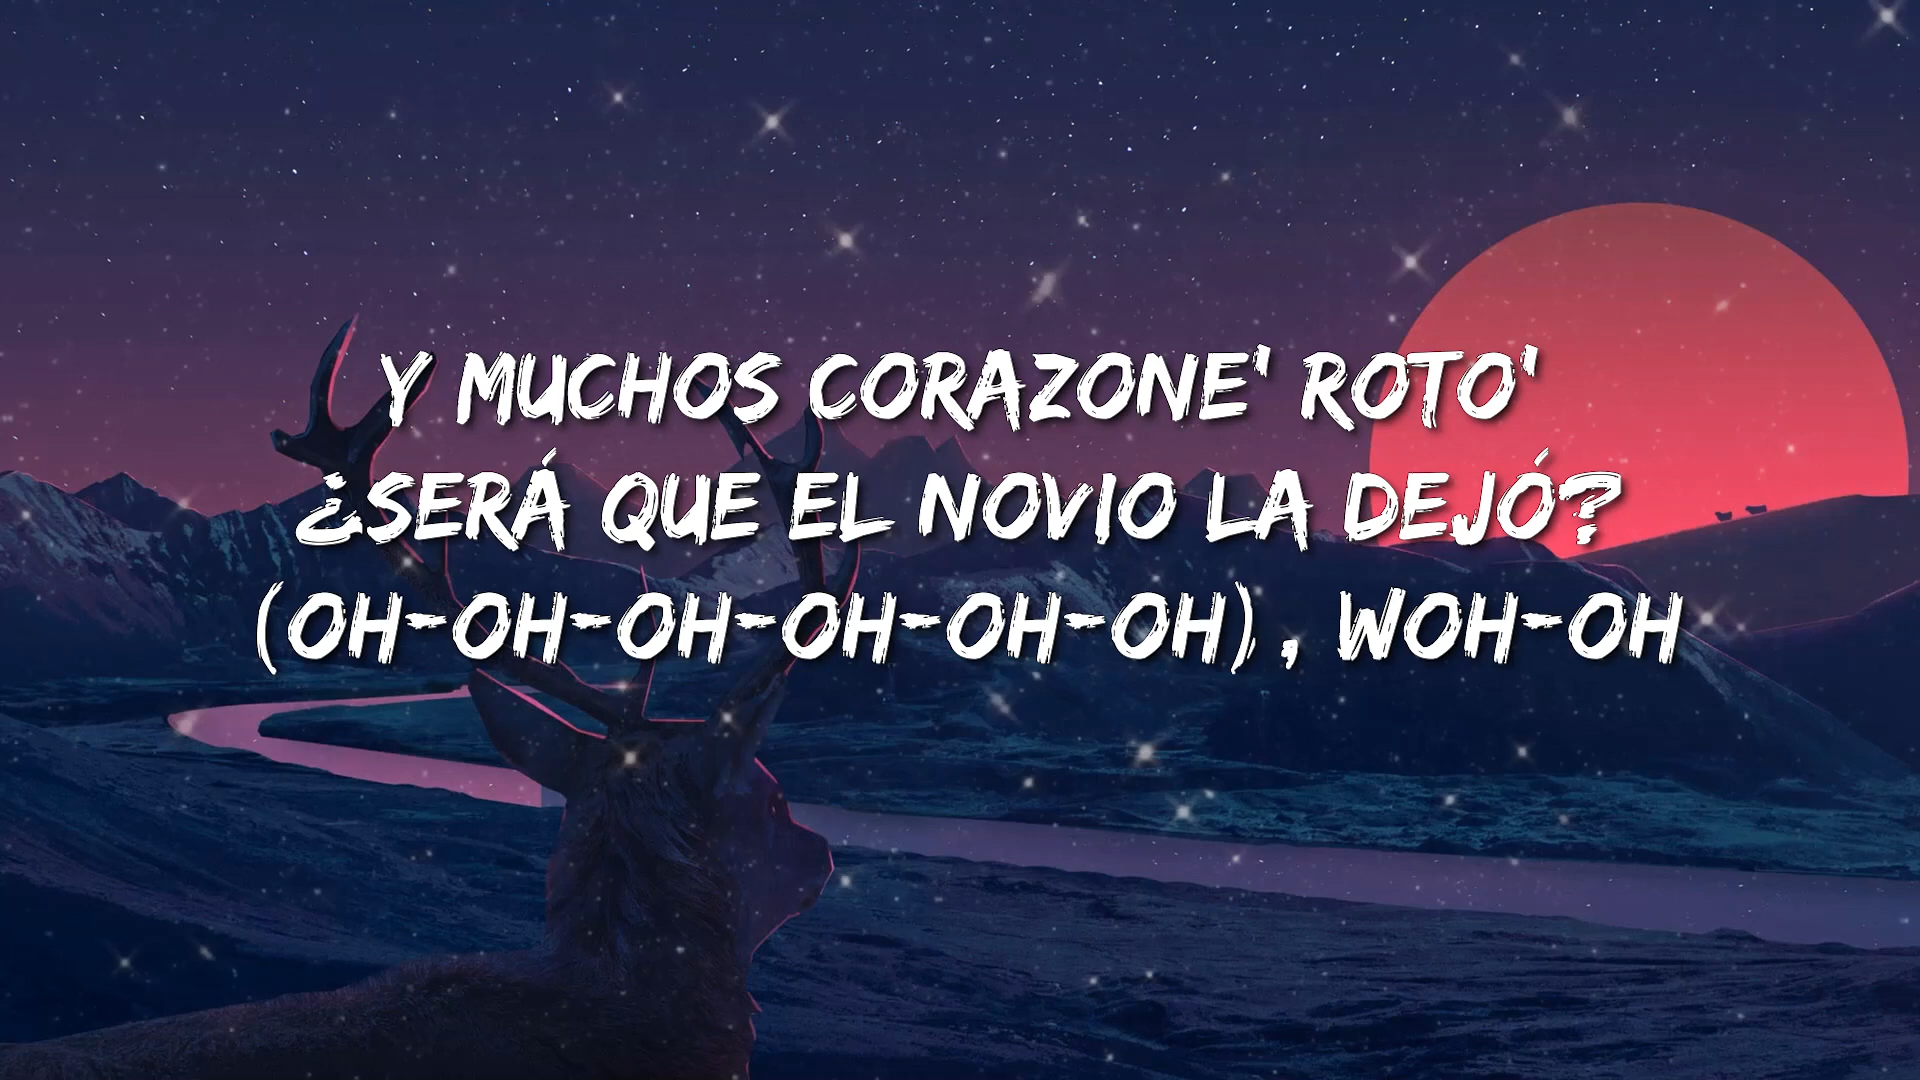 Y MUCHOS CORAZONE' ROTO'
¿SERÁ QUE EL NOVIO LA DEJÓ?
(OH-OH-OH-OH-OH-OH), WOH-OH